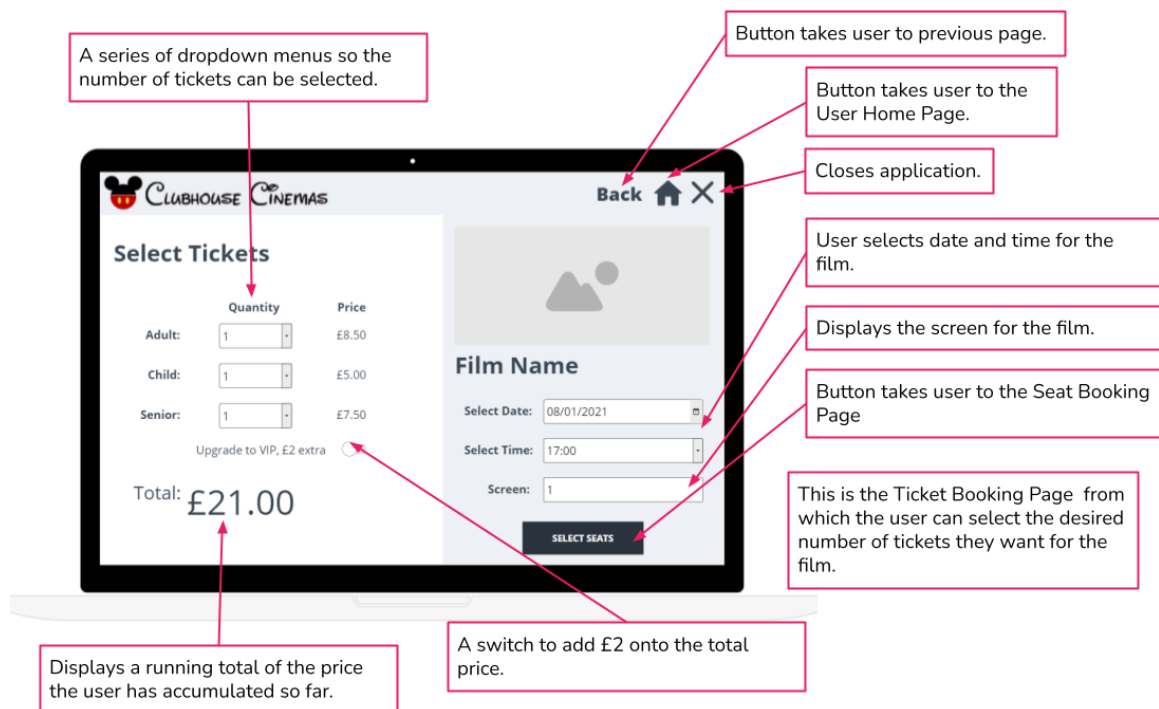 A series of dropdown menus so the
number of tickets can be selected.
Button takes user to previous page.
Button takes user to the
User Home Page.
Closes application.
Clubhouse Cinemas
Back
Select Tickets
Quantity Price
Adult: 1 £8.50
Child: 1 £5.00
Senior: 1 £7.50
Upgrade to VIP, £2 extra
Total: £21.00
Film Name
Select Date: 08/01/2021
Select Time: 17:00
Screen: 1
SELECT SEATS
User selects date and time for the
film.
Displays the screen for the film.
Button takes user to the Seat Booking
Page
This is the Ticket Booking Page from
which the user can select the desired
number of tickets they want for the
film.
A switch to add £2 onto the total
price.
Displays a running total of the price
the user has accumulated so far.